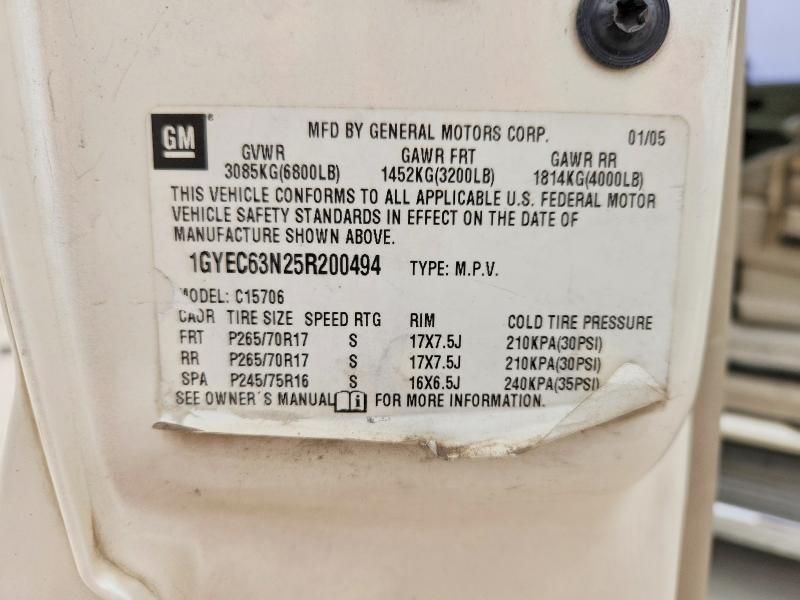 GM
MFD BY GENERAL MOTORS CORP. 01/05
GVWR GAWR FRT GAWR RR
3085KG(6800LB) 1452KG(3200LB) 1814KG(4000LB)
THIS VEHICLE CONFORMS TO ALL APPLICABLE U.S. FEDERAL MOTOR
VEHICLE SAFETY STANDARDS IN EFFECT ON THE DATE OF
MANUFACTURE SHOWN ABOVE.
1GYEC63N25R200494 TYPE: M.P.V.
MODEL: C15706
TIRE SIZE SPEED RTG RIM COLD TIRE PRESSURE
FRT P265/70R17 S 17X7.5J 210KPA(30PSI)
RR P265/70R17 S 17X7.5J 210KPA(30PSI)
SPA P245/75R16 S 16X6.5J 240KPA(35PSI)
SEE OWNER'S MANUAL FOR MORE INFORMATION.